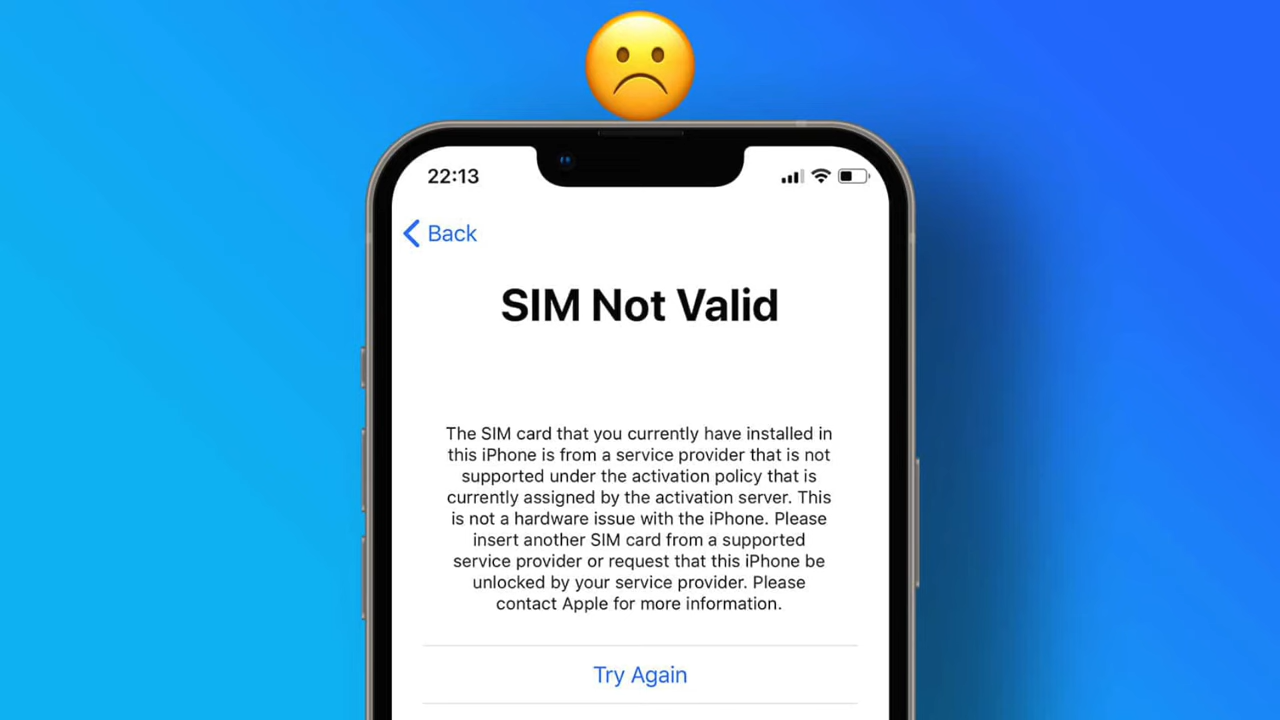 22:13
Back
SIM Not Valid
The SIM card that you currently have installed in
this iPhone is from a service provider that is not
supported under the activation policy that is
currently assigned by the activation server. This
is not a hardware issue with the iPhone. Please
insert another SIM card from a supported
service provider or request that this iPhone be
unlocked by your service provider. Please
contact Apple for more information.
Try Again